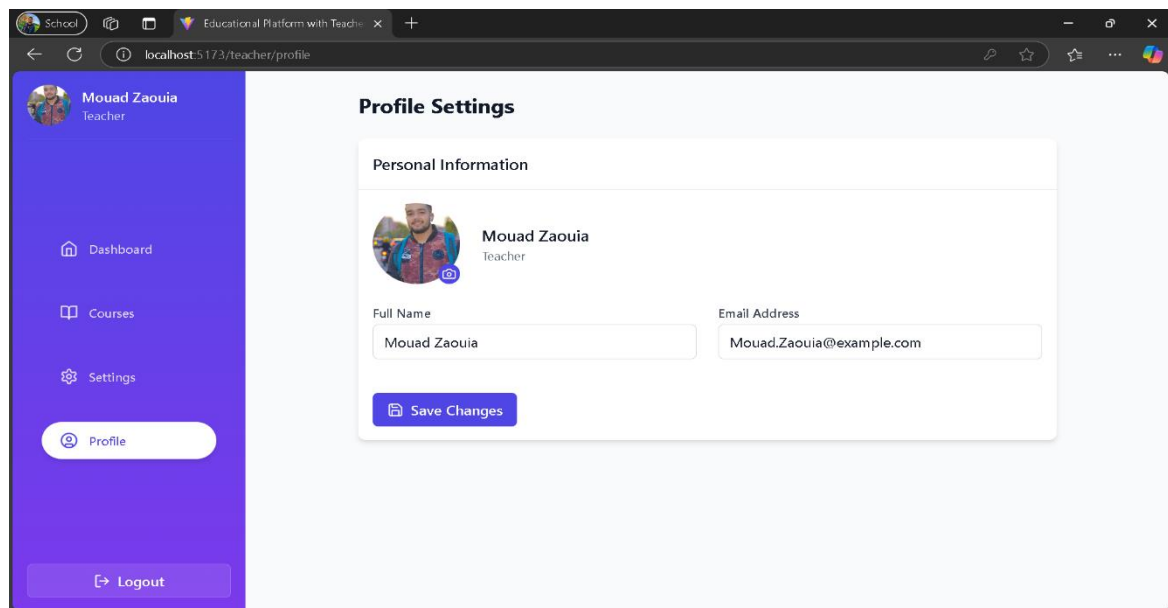 School
Educational Platform with Teache
localhost:5173/teacher/profile
Mouad Zaouia
Teacher
Dashboard
Courses
Settings
Profile
Logout
Profile Settings
Personal Information
Mouad Zaouia
Teacher
Full Name
Mouad Zaouia
Email Address
Mouad.Zaouia@example.com
Save Changes